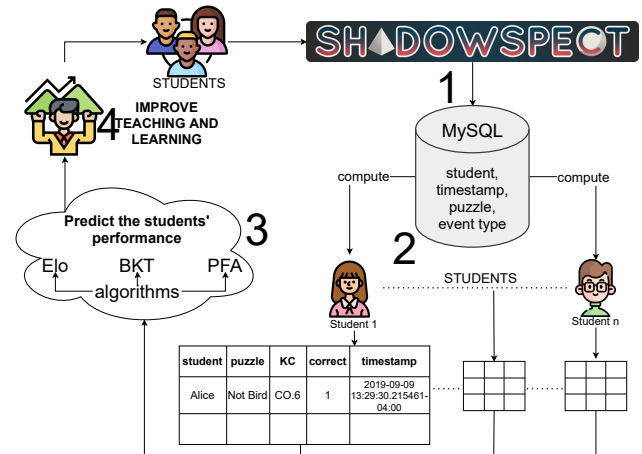 SHADOWSPECT
STUDENTS
1
4
IMPROVE
TEACHING AND
LEARNING
MySQL
student,
timestamp,
puzzle,
event type
compute
compute
2
3
Predict the students'
performance
Elo
BKT
PFA
algorithms
STUDENTS
Student 1
Student n
student puzzle KC correct timestamp
Alice Not Bird CO.6 1 2019-09-09
13:29:30.215461-
04:00